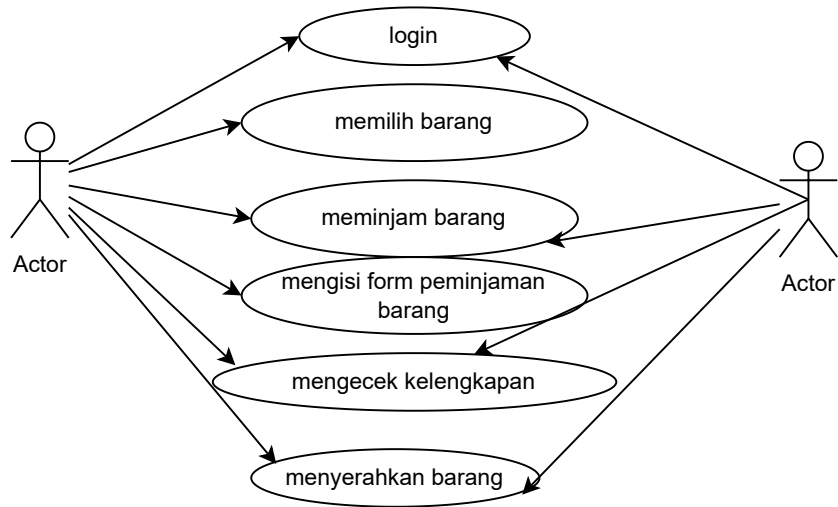 login
memilih barang
meminjam barang
Actor
mengisi form peminjaman
barang
Actor
mengecek kelengkapan
menyerahkan barang